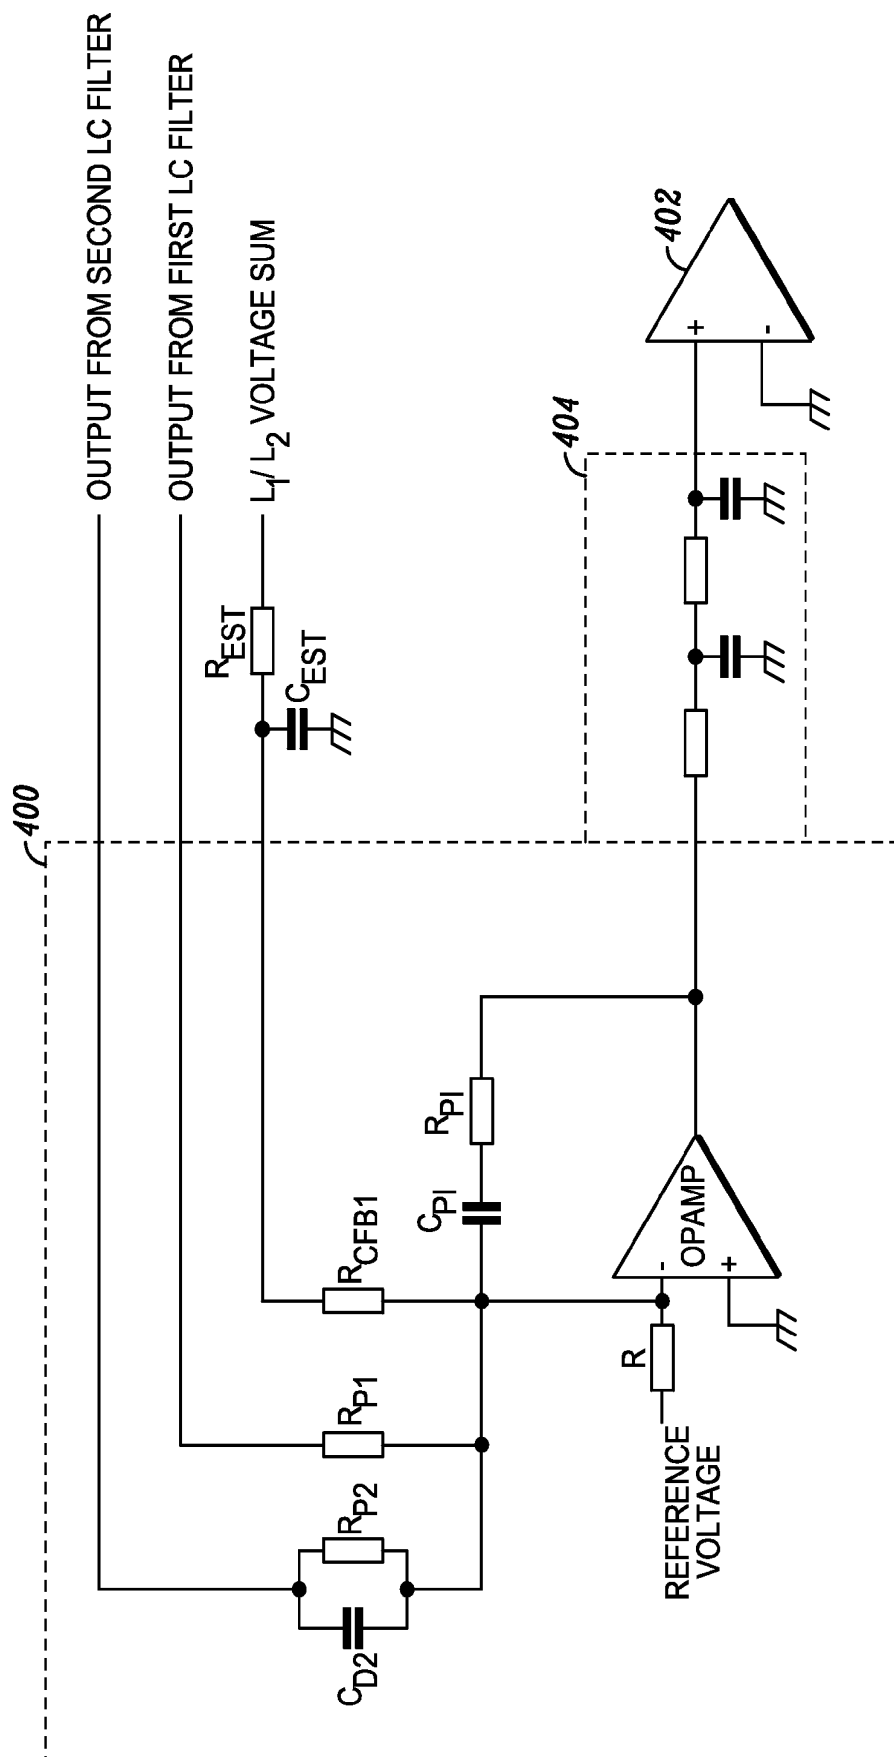 OUTPUT FROM SECOND LC FILTER
OUTPUT FROM FIRST LC FILTER
L1/ L2 VOLTAGE SUM
REST
CEST
400
402
404
+
-
CD2
RP2
RP1
RCFB1
CPI
RPI
R
REFERENCE
VOLTAGE
-
+
OPAMP